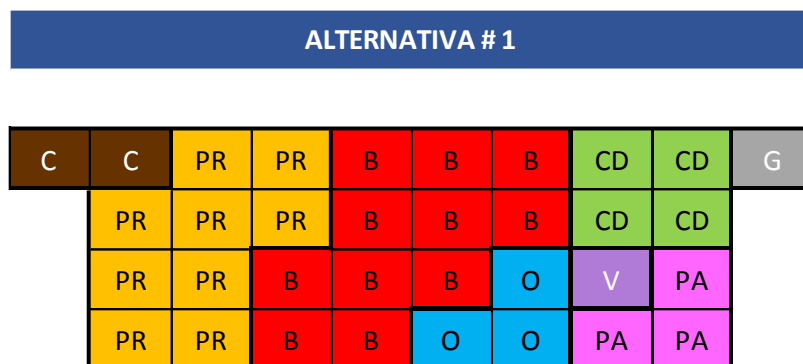 ALTERNATIVA # 1
C C PR PR B B B CD CD G
PR PR PR B B B CD CD
PR PR B B B O V PA
PR PR B B O O PA PA